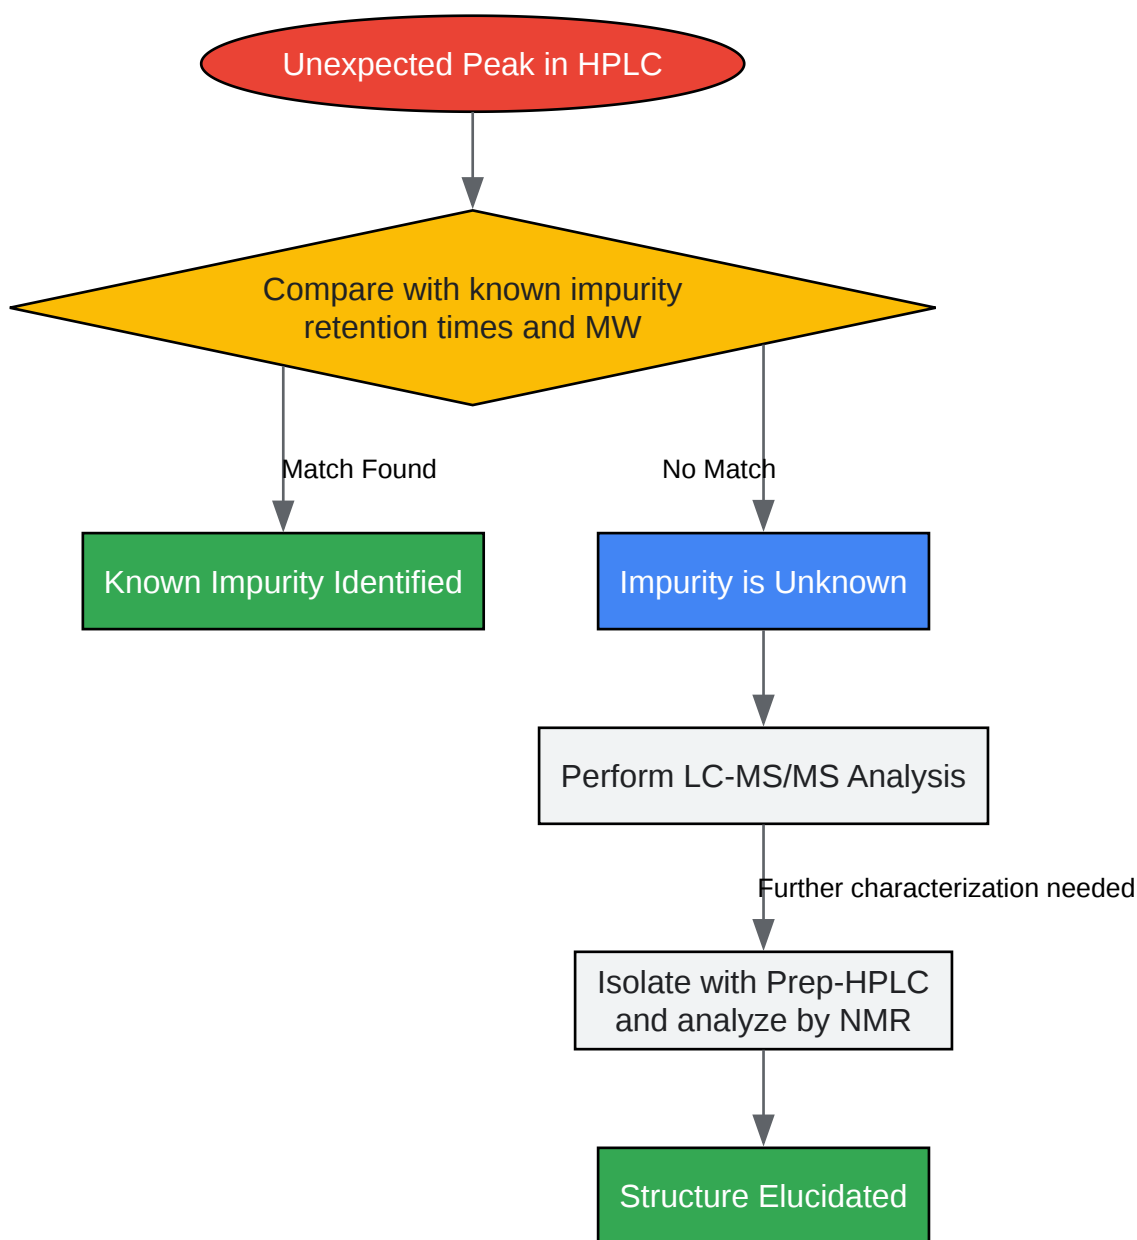 Unexpected Peak in HPLC
Compare with known impurity
retention times and MW
Match Found
No Match
Known Impurity Identified
Impurity is Unknown
Perform LC-MS/MS Analysis
Further characterization needed
Isolate with Prep-HPLC
and analyze by NMR
Structure Elucidated